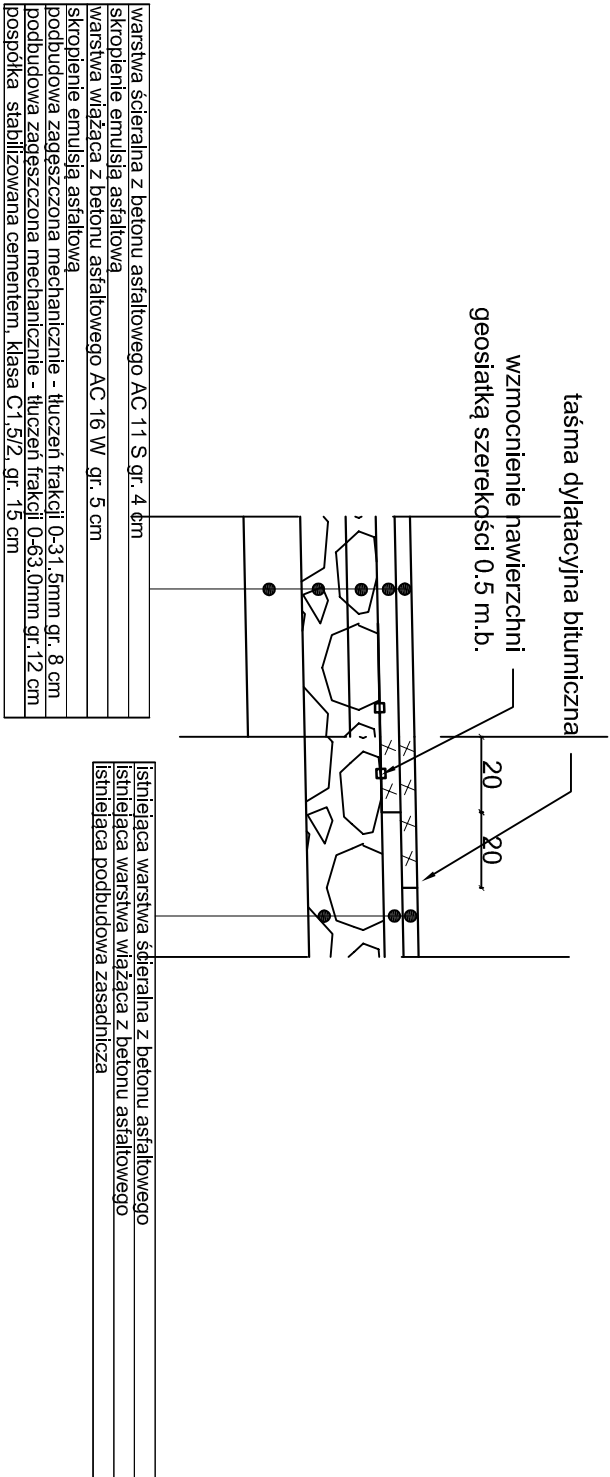 taśma dylatacyjna bitumiczna
wzmocnienie nawierzchni
geosiatką szerekości 0.5 m.b.
20
20
warstwa ścieralna z betonu asfaltowego AC 11 S gr. 4 cm
skropienie emulsją asfaltową
warstwa wiążąca z betonu asfaltowego AC 16 W gr. 5 cm
skropienie emulsją asfaltową
podbudowa zagęszczona mechanicznie - tłuczeń frakcji 0-31.5mm gr. 8 cm
podbudowa zagęszczona mechanicznie - tłuczeń frakcji 0-63.0mm gr.12 cm
pospółka stabilizowana cementem, klasa C1,5/2, gr. 15 cm
istniejąca warstwa ścieralna z betonu asfaltowego
istniejąca warstwa wiążąca z betonu asfaltowego
istniejąca podbudowa zasadnicza